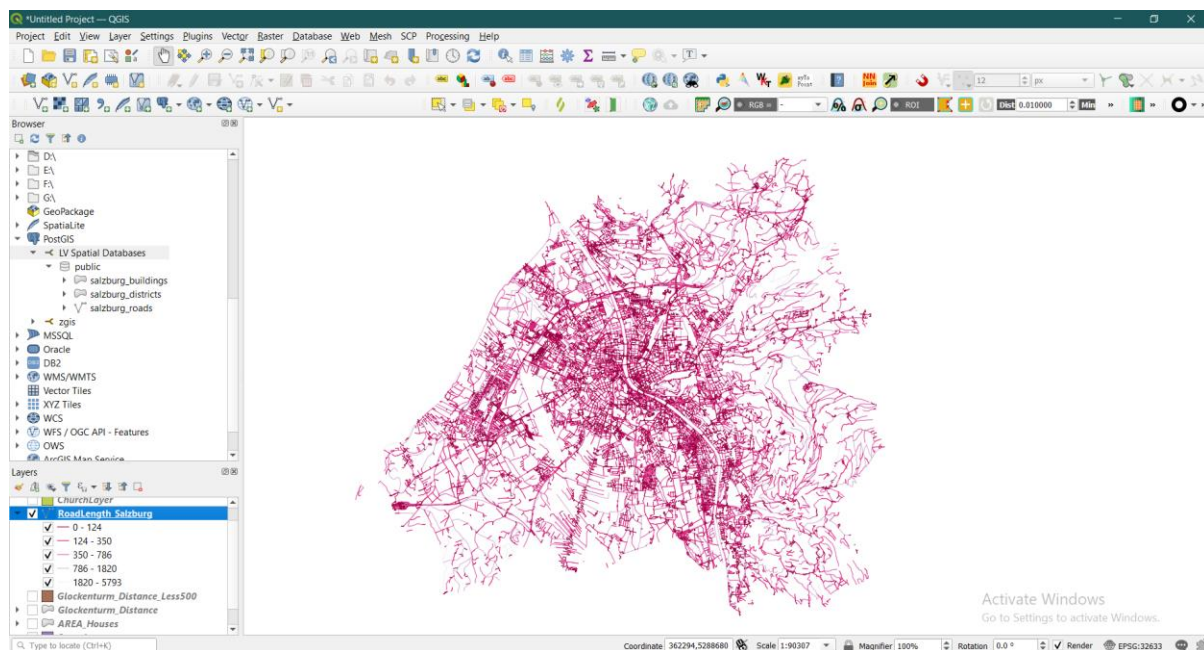 *Untitled Project — QGIS
Project Edit View Layer Settings Plugins Vector Raster Database Web Mesh SCP Processing Help
12 px
RGB = - ROI Dist 0.010000 Min
Browser
D:\
E:\
F:\
G:\
GeoPackage
SpatiaLite
PostGIS
LV Spatial Databases
public
salzburg_buildings
salzburg_districts
salzburg_roads
zgis
MSSQL
Oracle
DB2
WMS/WMTS
Vector Tiles
XYZ Tiles
WCS
WFS / OGC API - Features
OWS
ArcGIS Map Service
Layers
ChurchLayer
RoadLength_Salzburg
0 - 124
124 - 350
350 - 786
786 - 1820
1820 - 5793
Glockenturm_Distance_Less500
Glockenturm_Distance
AREA_Houses
Activate Windows
Go to Settings to activate Windows.
Type to locate (Ctrl+K)
Coordinate 362294,5288680 Scale 1:90307 Magnifier 100% Rotation 0.0 ° Render EPSG:32633